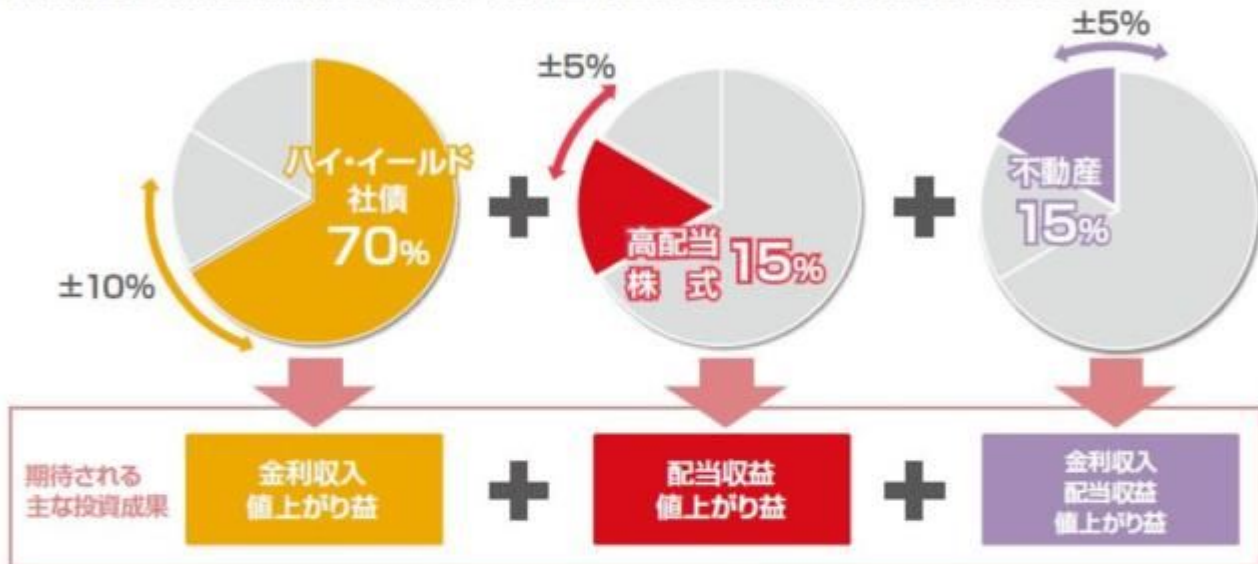 ±5%
±5%
ハイ・イールド
社債
70%
±10%
高配当
株 式
15%
不動産
15%
期待される
主な投資成果
金利収入
値上がり益
配当収益
値上がり益
金利収入
配当収益
値上がり益